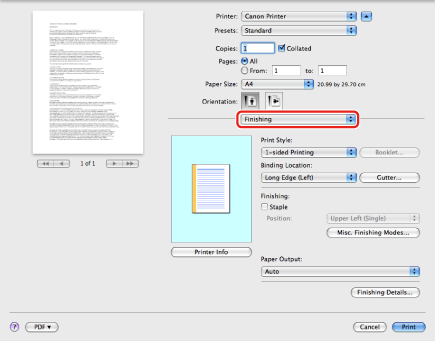 Printer: Canon Printer
Presets: Standard
Copies: 1 Collated
Pages: All
From: 1 to: 1
Paper Size: A4 20.99 by 29.70 cm
Orientation:
Finishing
Print Style:
1-sided Printing Booklet...
Binding Location:
Long Edge (Left) Gutter...
Finishing:
Staple
Position: Upper Left (Single)
Misc. Finishing Modes...
Paper Output:
Auto
Finishing Details...
1 of 1
Printer Info
? PDF Cancel Print